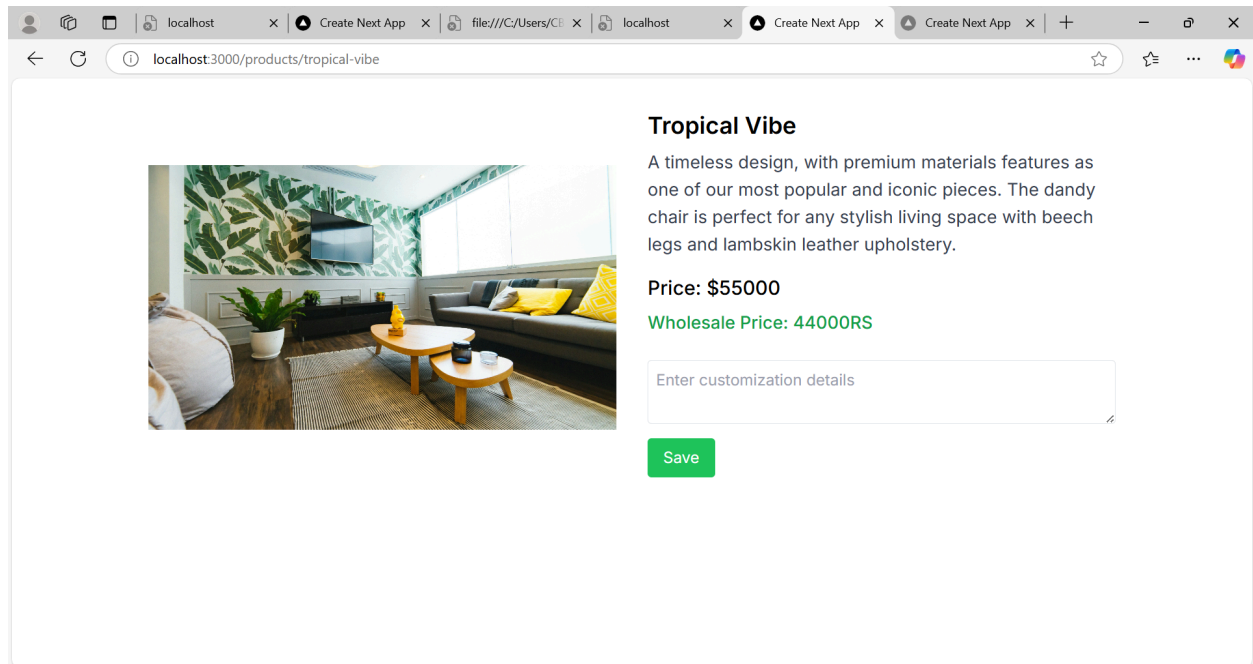 localhost
Create Next App
file:///C:/Users/CE
localhost
Create Next App
Create Next App
localhost:3000/products/tropical-vibe
Tropical Vibe
A timeless design, with premium materials features as
one of our most popular and iconic pieces. The dandy
chair is perfect for any stylish living space with beech
legs and lambskin leather upholstery.
Price: $55000
Wholesale Price: 44000RS
Enter customization details
Save